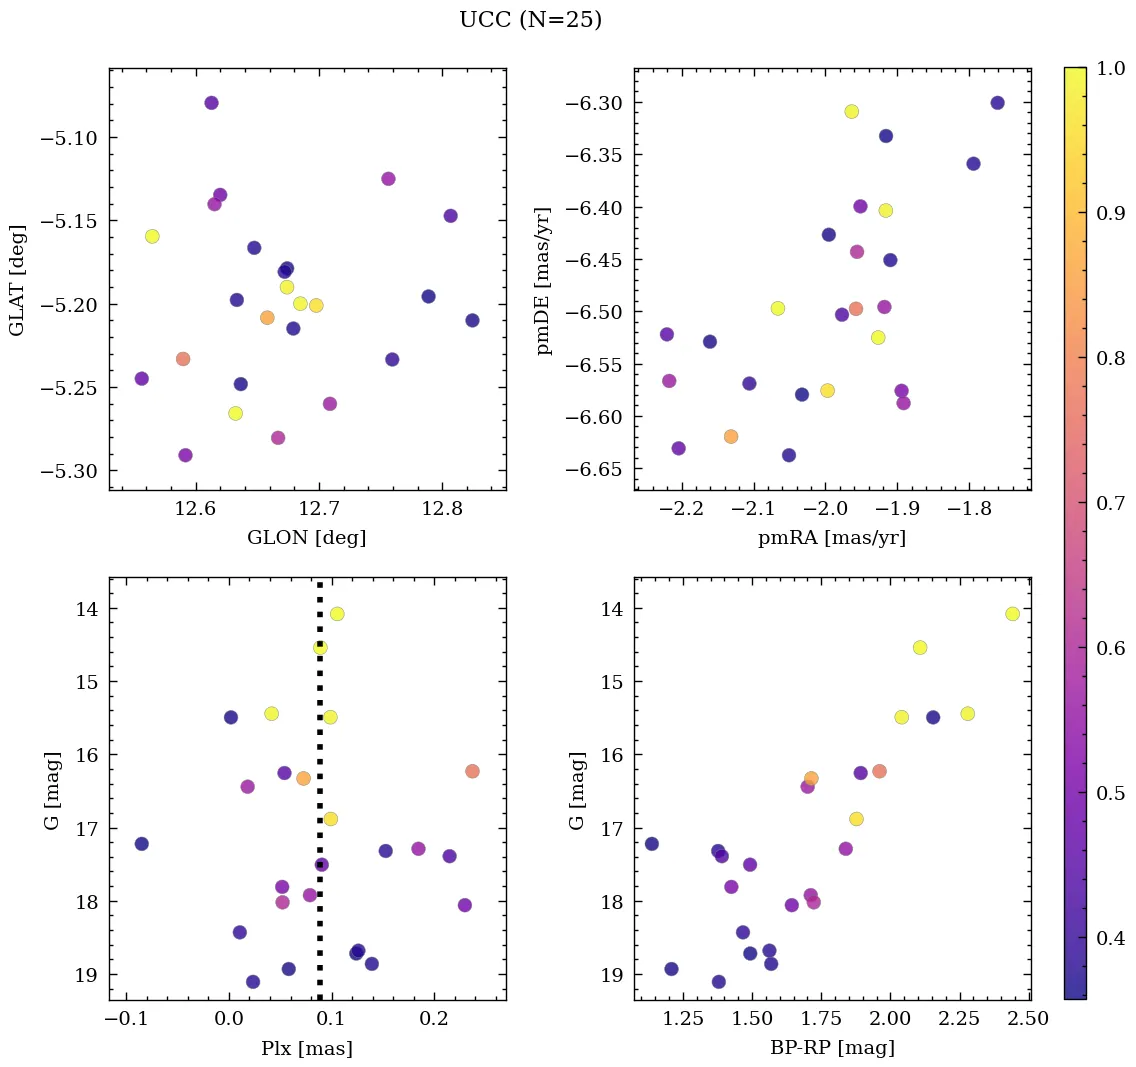 UCC (N=25)
−5.10
−5.15
−5.20
−5.25
−5.30
GLAT [deg]
12.6 12.7 12.8
GLON [deg]
−6.30
−6.35
−6.40
−6.45
−6.50
−6.55
−6.60
−6.65
pmDE [mas/yr]
−2.2 −2.1 −2.0 −1.9 −1.8
pmRA [mas/yr]
14
15
16
17
18
19
G [mag]
−0.1 0.0 0.1 0.2
Plx [mas]
14
15
16
17
18
19
G [mag]
1.25 1.50 1.75 2.00 2.25 2.50
BP-RP [mag]
1.0
0.9
0.8
0.7
0.6
0.5
0.4